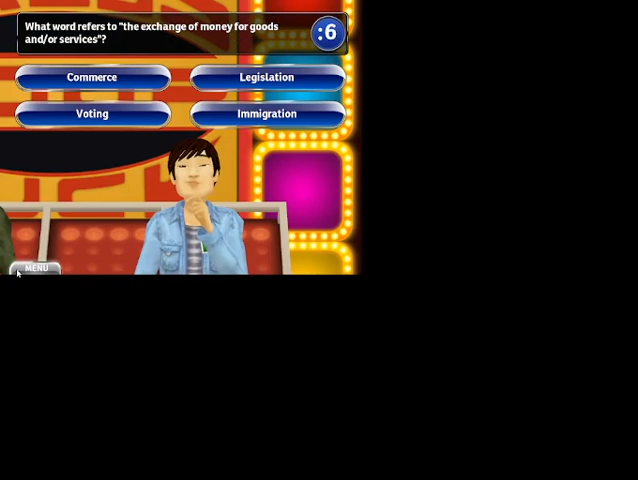 What word refers to "the exchange of money for goods
and/or services"?
:6
Commerce
Legislation
Voting
Immigration
MENU